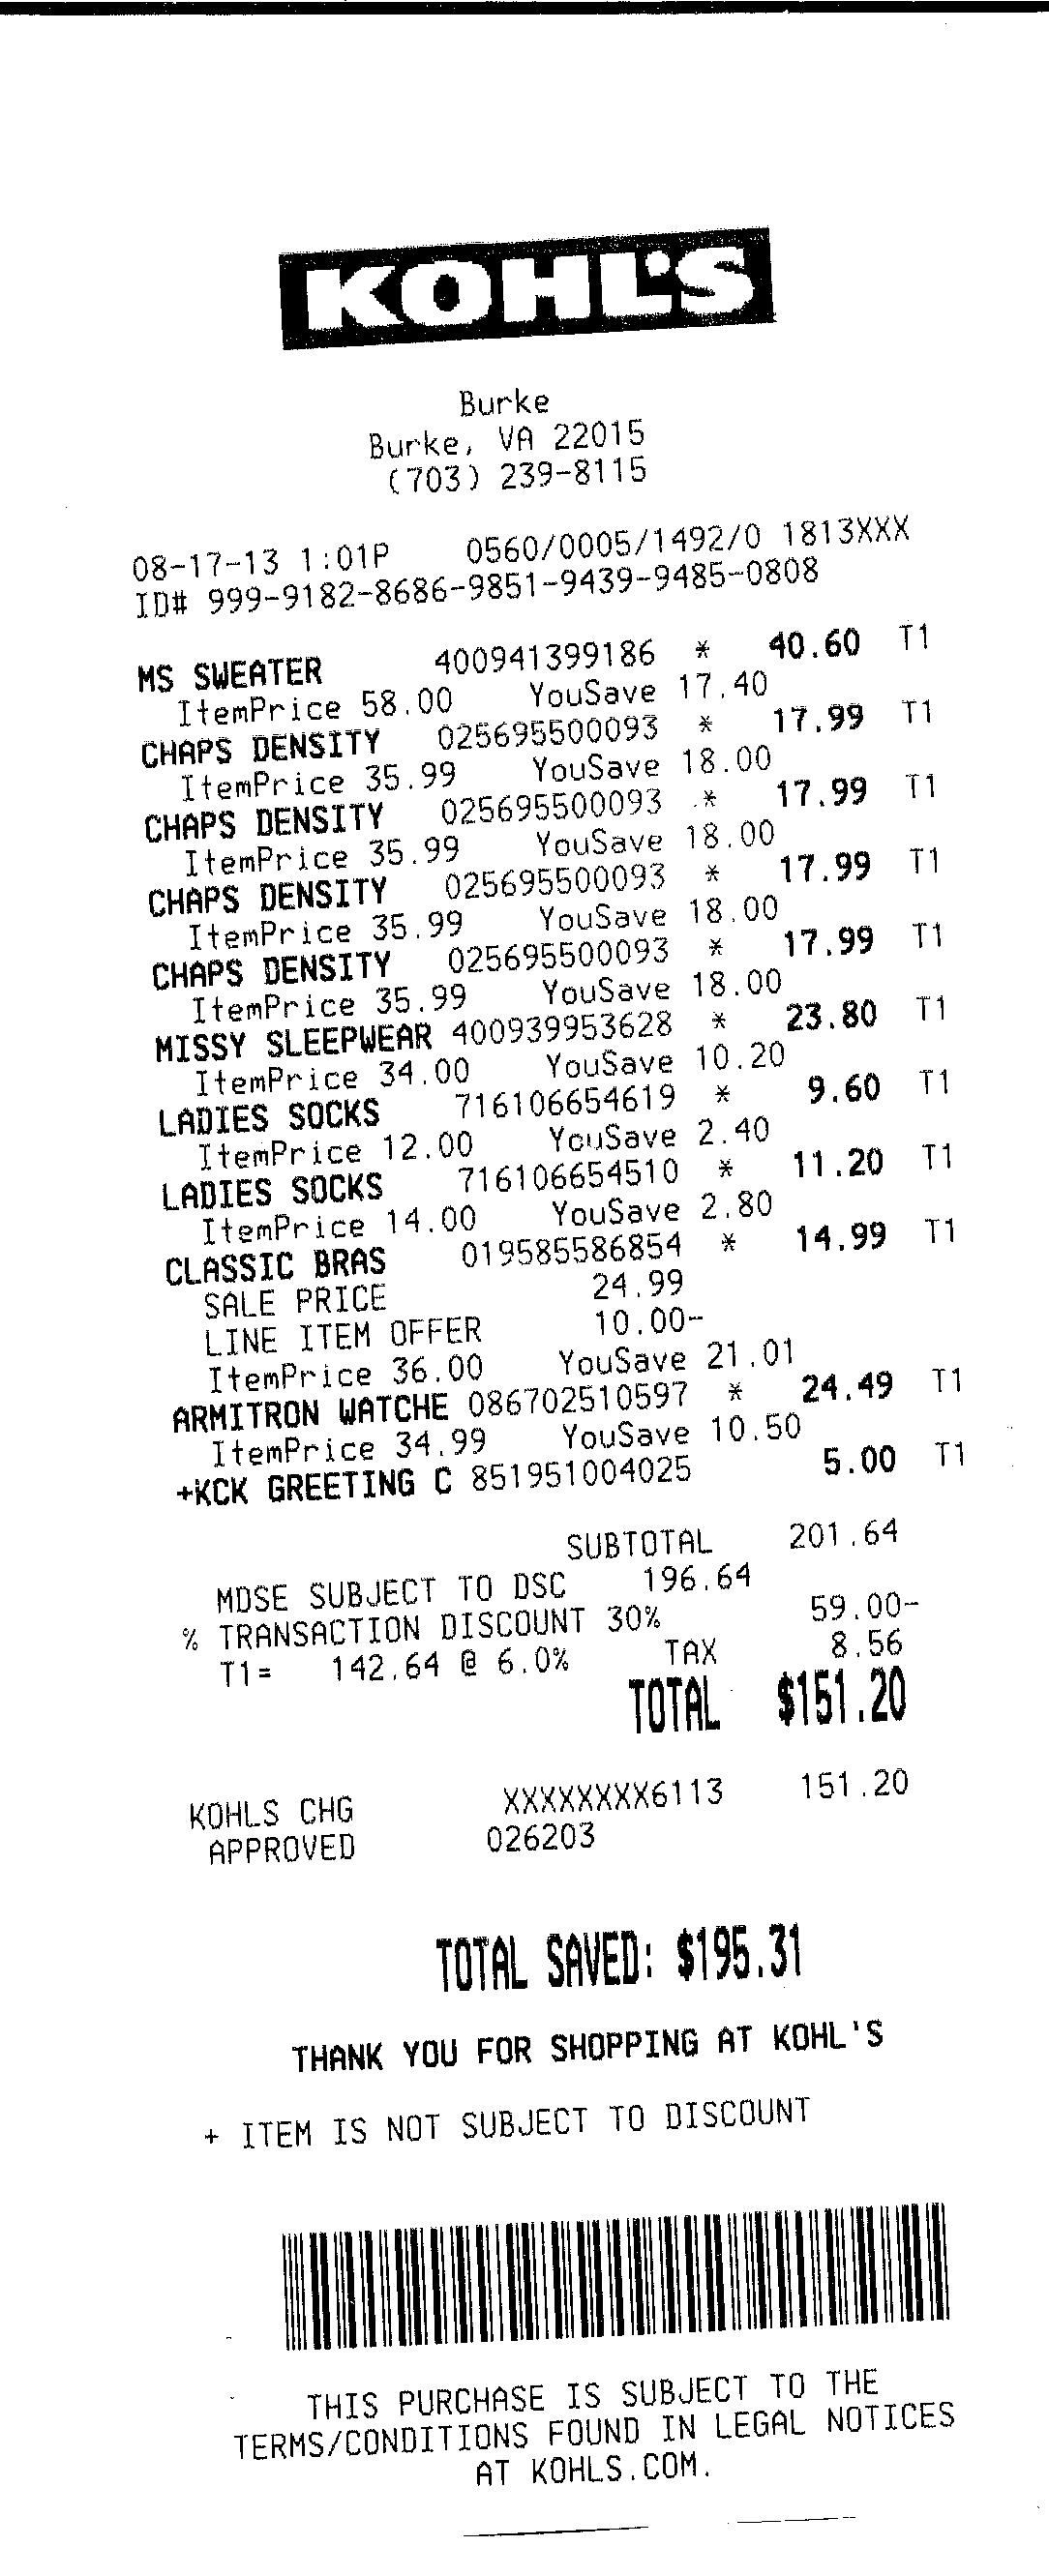 KOHL'S
Burke
Burke, VA 22015
(703) 239-8115
08-17-13 1:01P 0560/0005/1492/0 1813XXX
ID# 999-9182-8686-9851-9439-9485-0808
MS SWEATER 400941399186 * 40.60 T1
ItemPrice 58.00 YouSave 17.40
CHAPS DENSITY 025695500093 * 17.99 T1
ItemPrice 35.99 YouSave 18.00
CHAPS DENSITY 025695500093 * 17.99 T1
ItemPrice 35.99 YouSave 18.00
CHAPS DENSITY 025695500093 * 17.99 T1
ItemPrice 35.99 YouSave 18.00
CHAPS DENSITY 025695500093 * 17.99 T1
ItemPrice 35.99 YouSave 18.00
MISSY SLEEPWEAR 400939953628 * 23.80 T1
ItemPrice 34.00 YouSave 10.20
LADIES SOCKS 716106654619 * 9.60 T1
ItemPrice 12.00 YouSave 2.40
LADIES SOCKS 716106654510 * 11.20 T1
ItemPrice 14.00 YouSave 2.80
CLASSIC BRAS 019585586854 * 14.99 T1
SALE PRICE 24.99
LINE ITEM OFFER 10.00-
ItemPrice 36.00 YouSave 21.01
ARMITRON WATCHE 086702510597 * 24.49 T1
ItemPrice 34.99 YouSave 10.50
+KCK GREETING C 851951004025 5.00 T1
SUBTOTAL 201.64
MDSE SUBJECT TO DSC 196.64
% TRANSACTION DISCOUNT 30% 59.00-
T1= 142.64 @ 6.0% TAX 8.56
TOTAL $151.20
KOHLS CHG XXXXXXXX6113 151.20
APPROVED 026203
TOTAL SAVED: $195.31
THANK YOU FOR SHOPPING AT KOHL'S
+ ITEM IS NOT SUBJECT TO DISCOUNT
THIS PURCHASE IS SUBJECT TO THE
TERMS/CONDITIONS FOUND IN LEGAL NOTICES
AT KOHLS.COM.